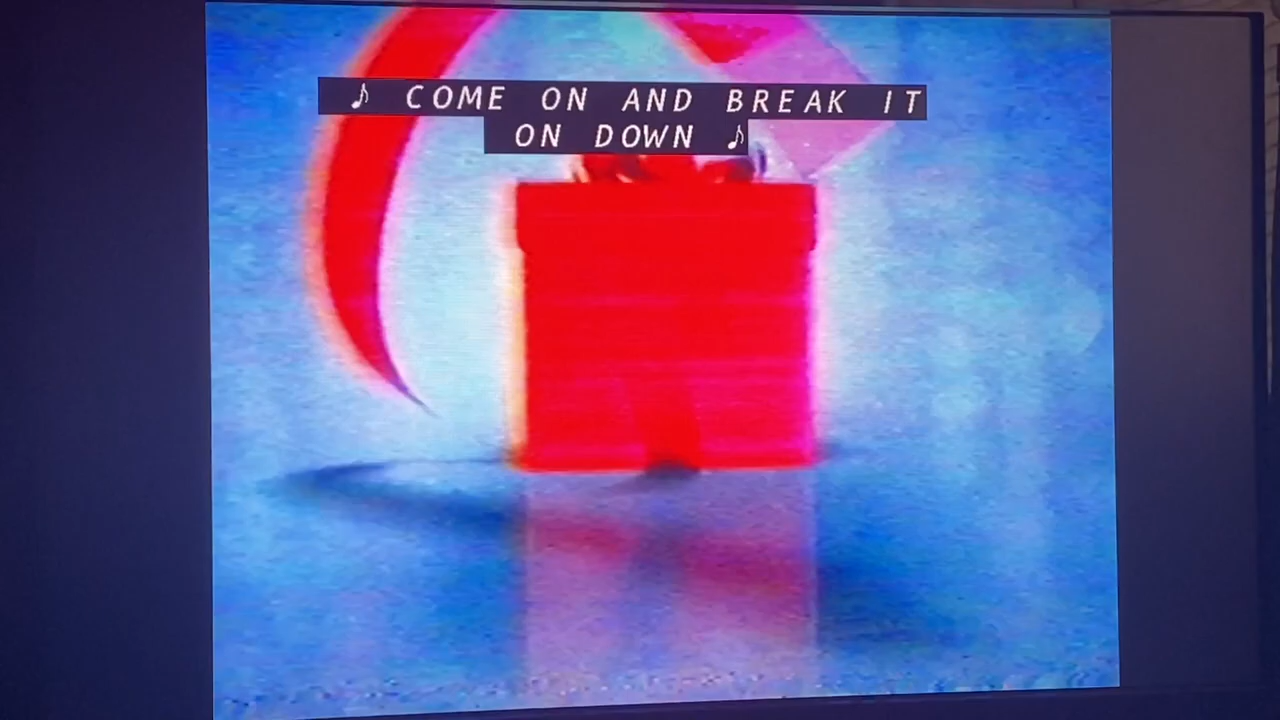 ♪ COME ON AND BREAK IT
ON DOWN ♪